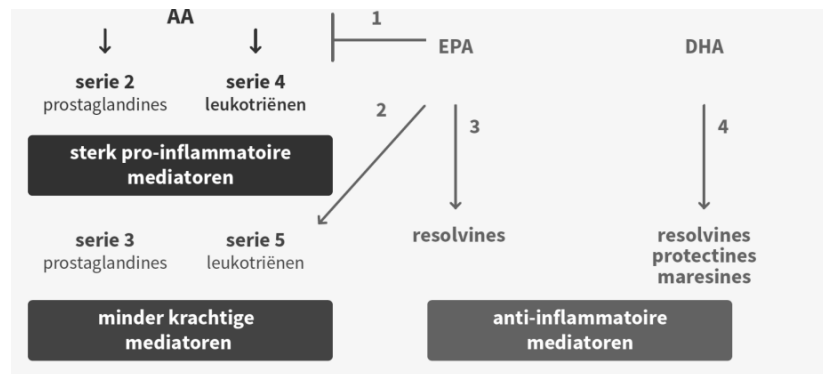 AA
1
EPA
DHA
serie 2
prostaglandines
serie 4
leukotriënen
2
3
4
sterk pro-inflammatoire
mediatoren
serie 3
prostaglandines
serie 5
leukotriënen
resolvines
resolvines
protectines
maresines
minder krachtige
mediatoren
anti-inflammatoire
mediatoren